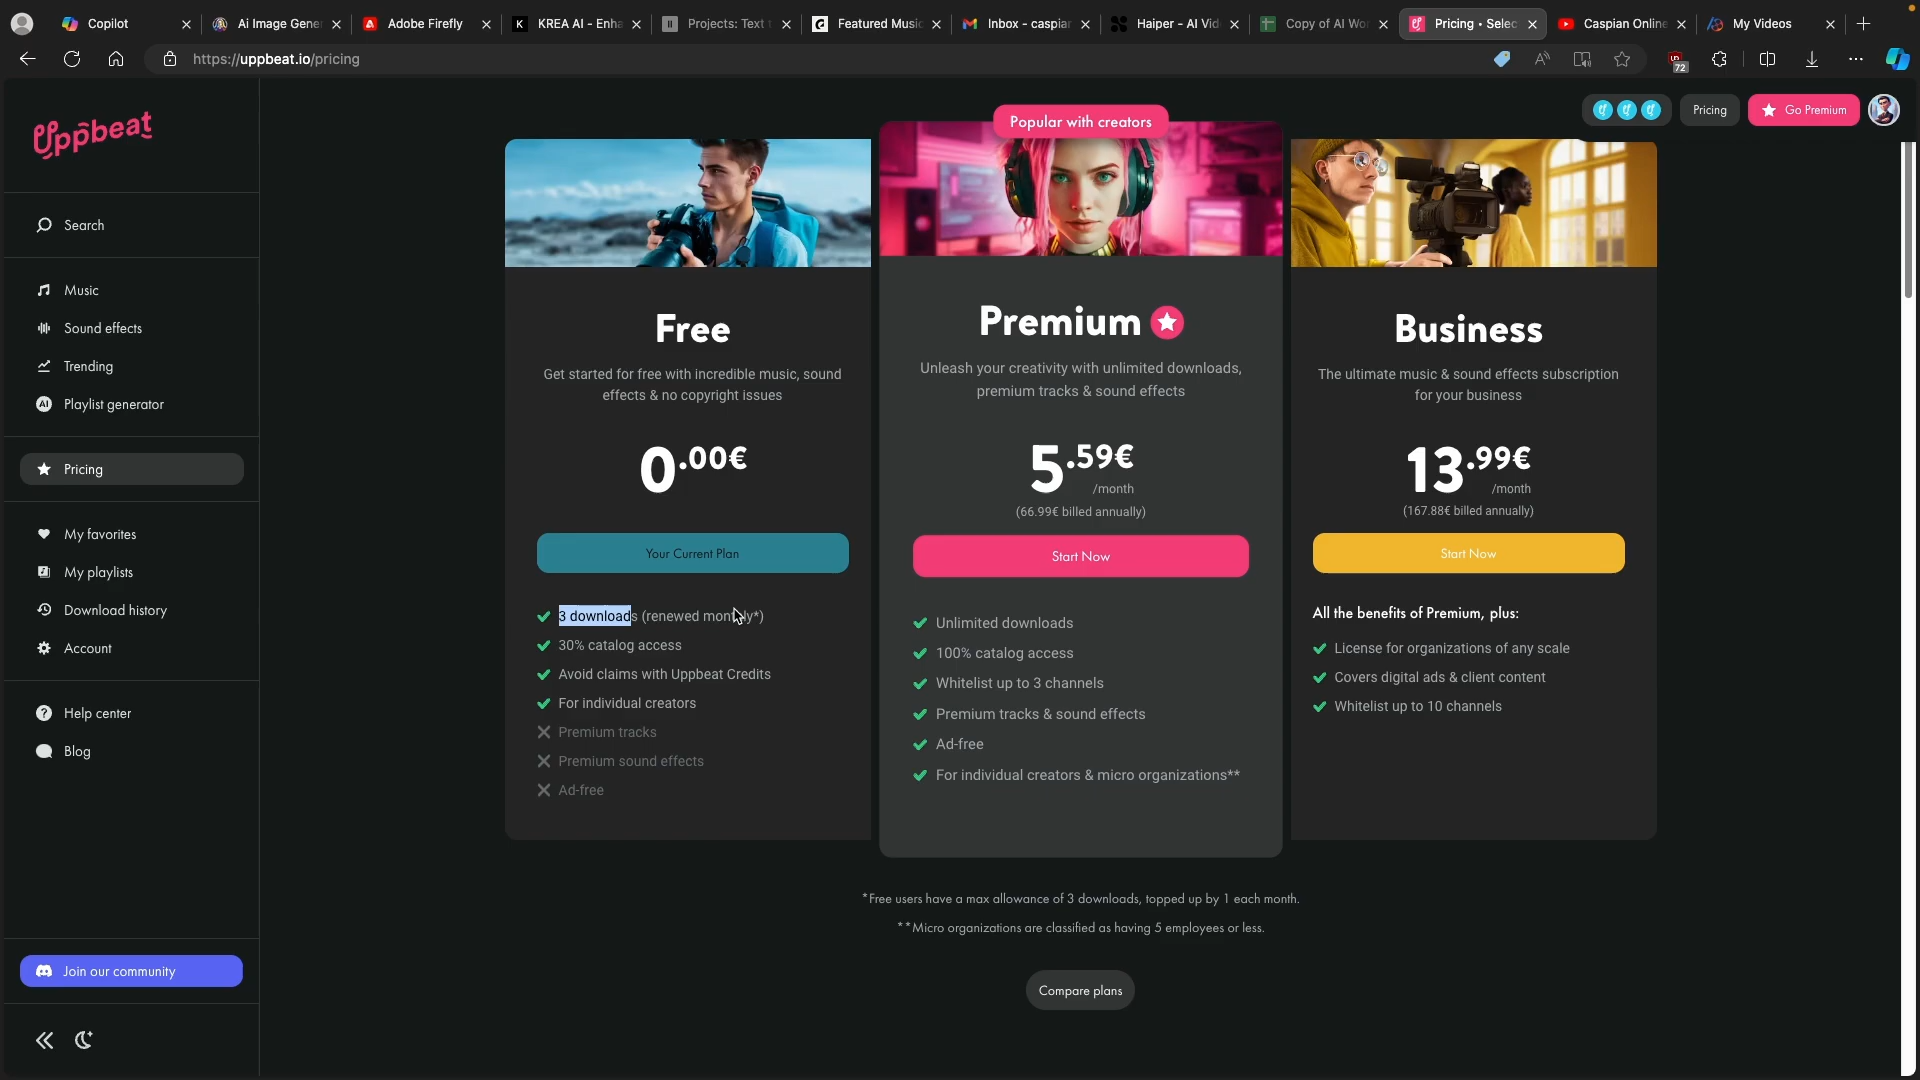 Copilot
Ai Image Gene
Adobe Firefly
KREA AI - Enha
Projects: Text t
Featured Music
Inbox - caspian
Haiper - AI Vid
Copy of AI Wor
Pricing • Selec
Caspian Online
My Videos
https://uppbeat.io/pricing
72
Uppbeat
Popular with creators
Pricing
Go Premium
Search
Music
Sound effects
Trending
AI Playlist generator
Pricing
My favorites
My playlists
Download history
Account
Help center
Blog
Join our community
Free
Get started for free with incredible music, sound
effects & no copyright issues
0.00€
Your Current Plan
3 downloads (renewed monthly*)
30% catalog access
Avoid claims with Uppbeat Credits
For individual creators
Premium tracks
Premium sound effects
Ad-free
Premium
Unleash your creativity with unlimited downloads,
premium tracks & sound effects
5.59€
/month
(66.99€ billed annually)
Start Now
Unlimited downloads
100% catalog access
Whitelist up to 3 channels
Premium tracks & sound effects
Ad-free
For individual creators & micro organizations**
Business
The ultimate music & sound effects subscription
for your business
13.99€
/month
(167.88€ billed annually)
Start Now
All the benefits of Premium, plus:
License for organizations of any scale
Covers digital ads & client content
Whitelist up to 10 channels
*Free users have a max allowance of 3 downloads, topped up by 1 each month.
**Micro organizations are classified as having 5 employees or less.
Compare plans